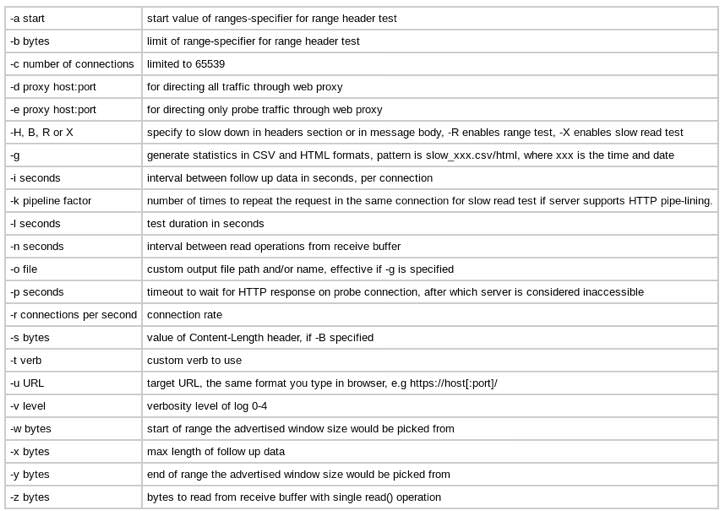 -a start start value of ranges-specifier for range header test
-b bytes limit of range-specifier for range header test
-c number of connections limited to 65539
-d proxy host:port for directing all traffic through web proxy
-e proxy host:port for directing only probe traffic through web proxy
-H, B, R or X specify to slow down in headers section or in message body, -R enables range test, -X enables slow read test
-g generate statistics in CSV and HTML formats, pattern is slow_xxx.csv/html, where xxx is the time and date
-i seconds interval between follow up data in seconds, per connection
-k pipeline factor number of times to repeat the request in the same connection for slow read test if server supports HTTP pipe-lining.
-l seconds test duration in seconds
-n seconds interval between read operations from receive buffer
-o file custom output file path and/or name, effective if -g is specified
-p seconds timeout to wait for HTTP response on probe connection, after which server is considered inaccessible
-r connections per second connection rate
-s bytes value of Content-Length header, if -B specified
-t verb custom verb to use
-u URL target URL, the same format you type in browser, e.g https://host[:port]/
-v level verbosity level of log 0-4
-w bytes start of range the advertised window size would be picked from
-x bytes max length of follow up data
-y bytes end of range the advertised window size would be picked from
-z bytes bytes to read from receive buffer with single read() operation